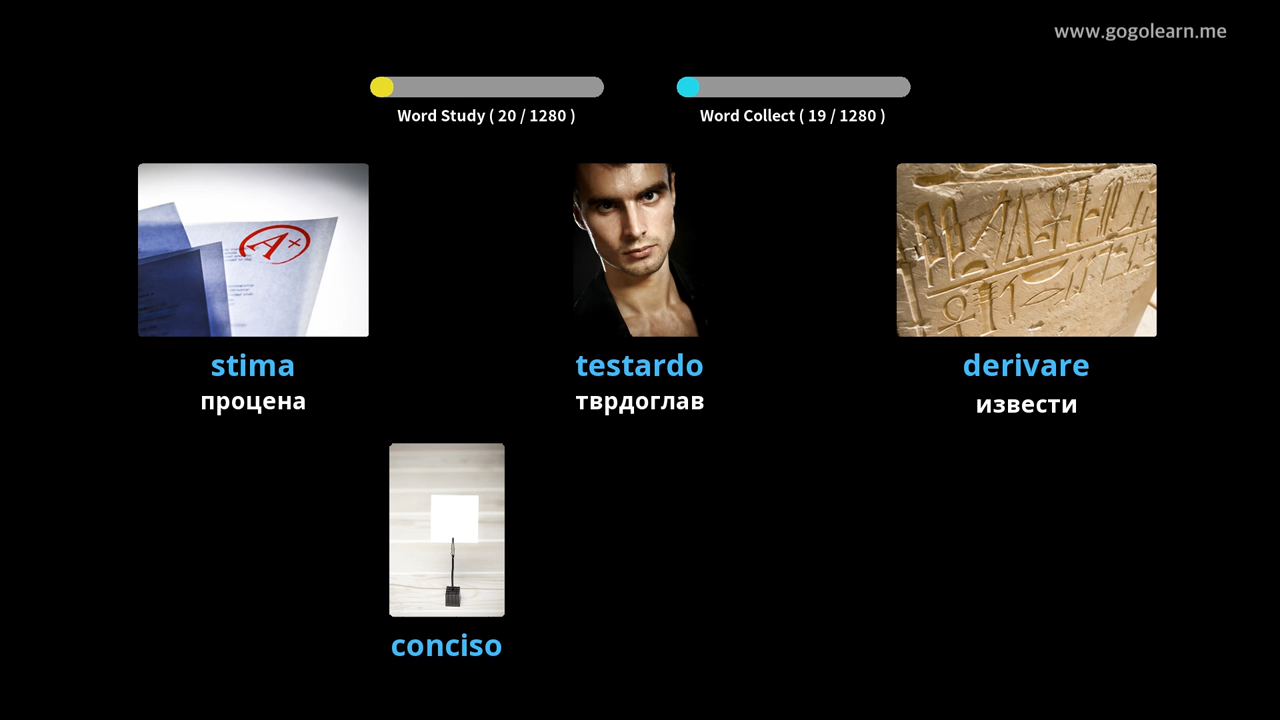 www.gogolearn.me
Word Study ( 20 / 1280 )
Word Collect ( 19 / 1280 )
A+
stima
testardo
derivare
процена
тврдоглав
извести
conciso